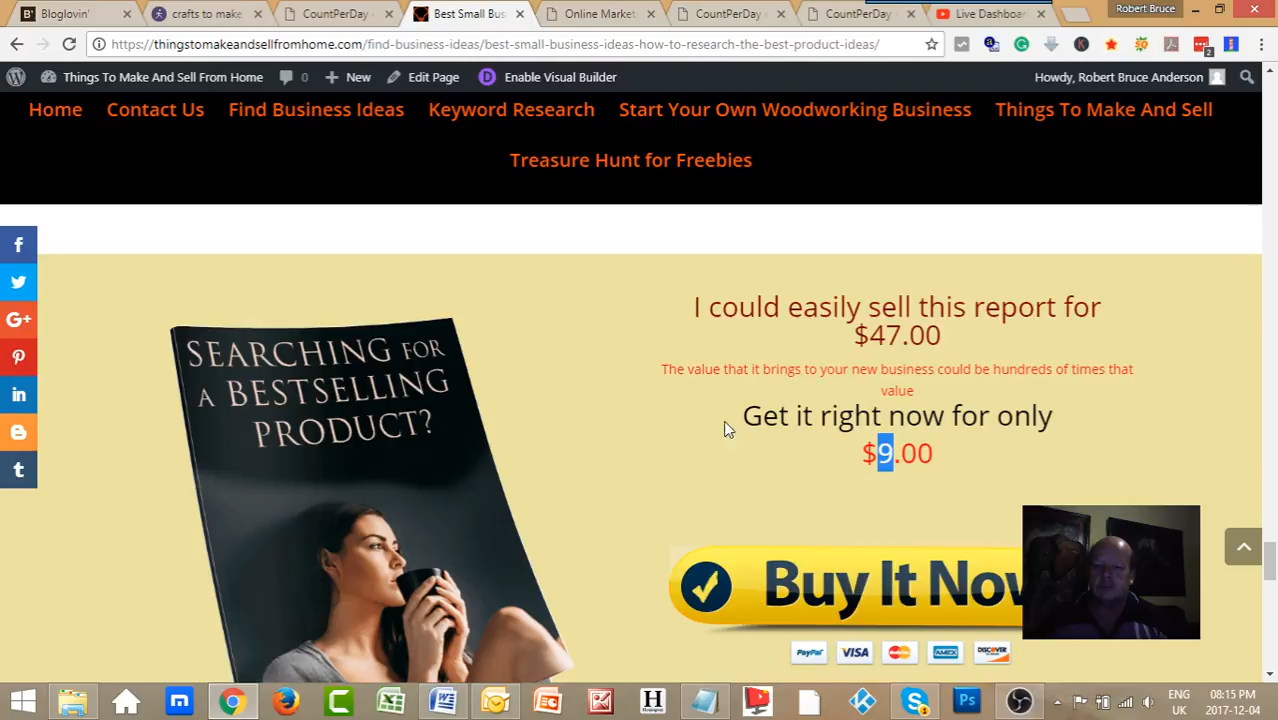 Bloglovin'
crafts to make
CountPerDay
Best Small Bus
Online Market
CountPerDay
CountPerDay
Live Dashboa
Robert Bruce
https://thingstomakeandsellfromhome.com/find-business-ideas/best-small-business-ideas-how-to-research-the-best-product-ideas/
Things To Make And Sell From Home
0
New
Edit Page
Enable Visual Builder
Howdy, Robert Bruce Anderson
Home
Contact Us
Find Business Ideas
Keyword Research
Start Your Own Woodworking Business
Things To Make And Sell
Treasure Hunt for Freebies
SEARCHING FOR
A BESTSELLING
PRODUCT?
I could easily sell this report for
$47.00
The value that it brings to your new business could be hundreds of times that
value
Get it right now for only
$9.00
Buy It Now
PayPal
VISA
MasterCard
AMEX
DISCOVER
ENG
UK
08:15 PM
2017-12-04